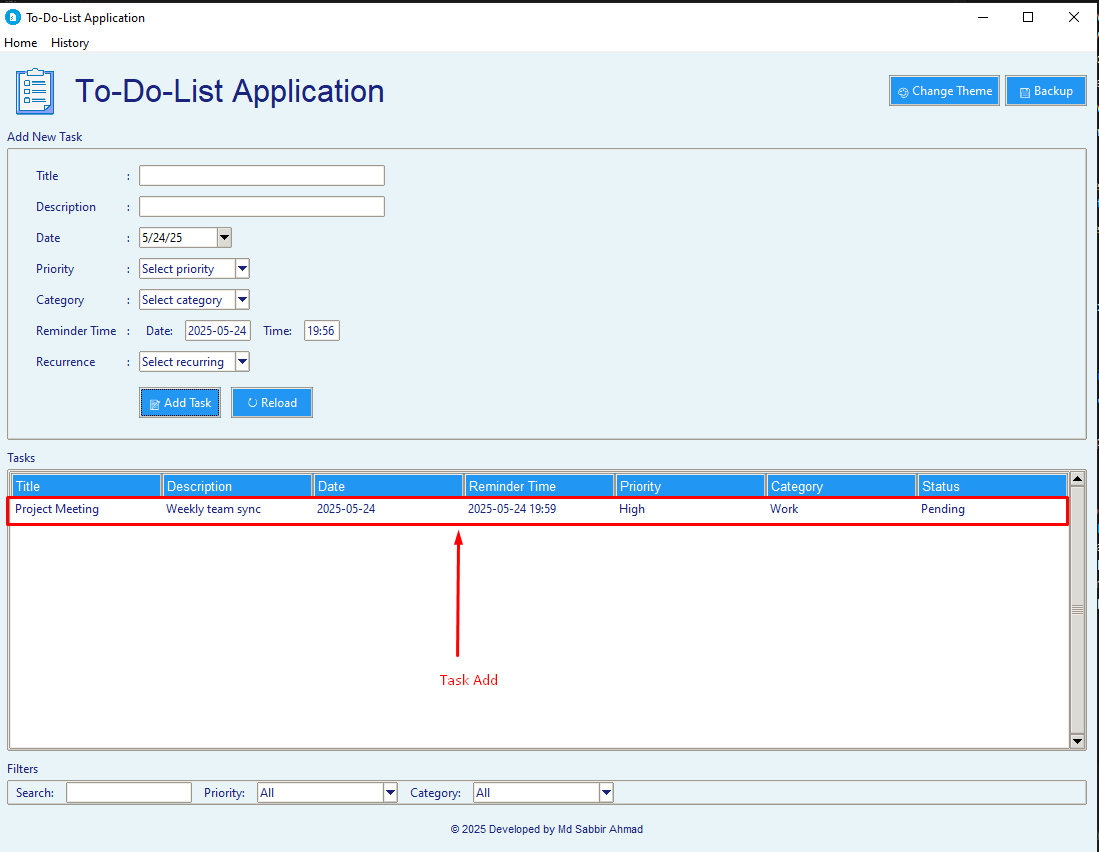 To-Do-List Application
Home History
To-Do-List Application
Change Theme Backup
Add New Task
Title :
Description :
Date : 5/24/25
Priority : Select priority
Category : Select category
Reminder Time : Date: 2025-05-24 Time: 19:56
Recurrence : Select recurring
Add Task Reload
Tasks
Title Description Date Reminder Time Priority Category Status
Project Meeting Weekly team sync 2025-05-24 2025-05-24 19:59 High Work Pending
Task Add
Filters
Search: Priority: All Category: All
© 2025 Developed by Md Sabbir Ahmad